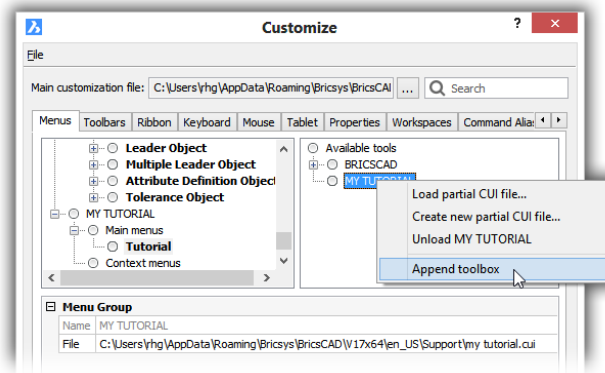 Customize
?
×
File
Main customization file: C:\Users\rhg\AppData\Roaming\Bricsys\BricsCAI ... Search
Menus Toolbars Ribbon Keyboard Mouse Tablet Properties Workspaces Command Alia
Leader Object
Multiple Leader Object
Attribute Definition Object
Tolerance Object
MY TUTORIAL
Main menus
Tutorial
Context menus
Available tools
BRICSCAD
MY TUTORIAL
Load partial CUI file...
Create new partial CUI file...
Unload MY TUTORIAL
Append toolbox
Menu Group
Name MY TUTORIAL
File C:\Users\rhg\AppData\Roaming\Bricsys\BricsCAD\V17x64\en_US\Support\my tutorial.cui